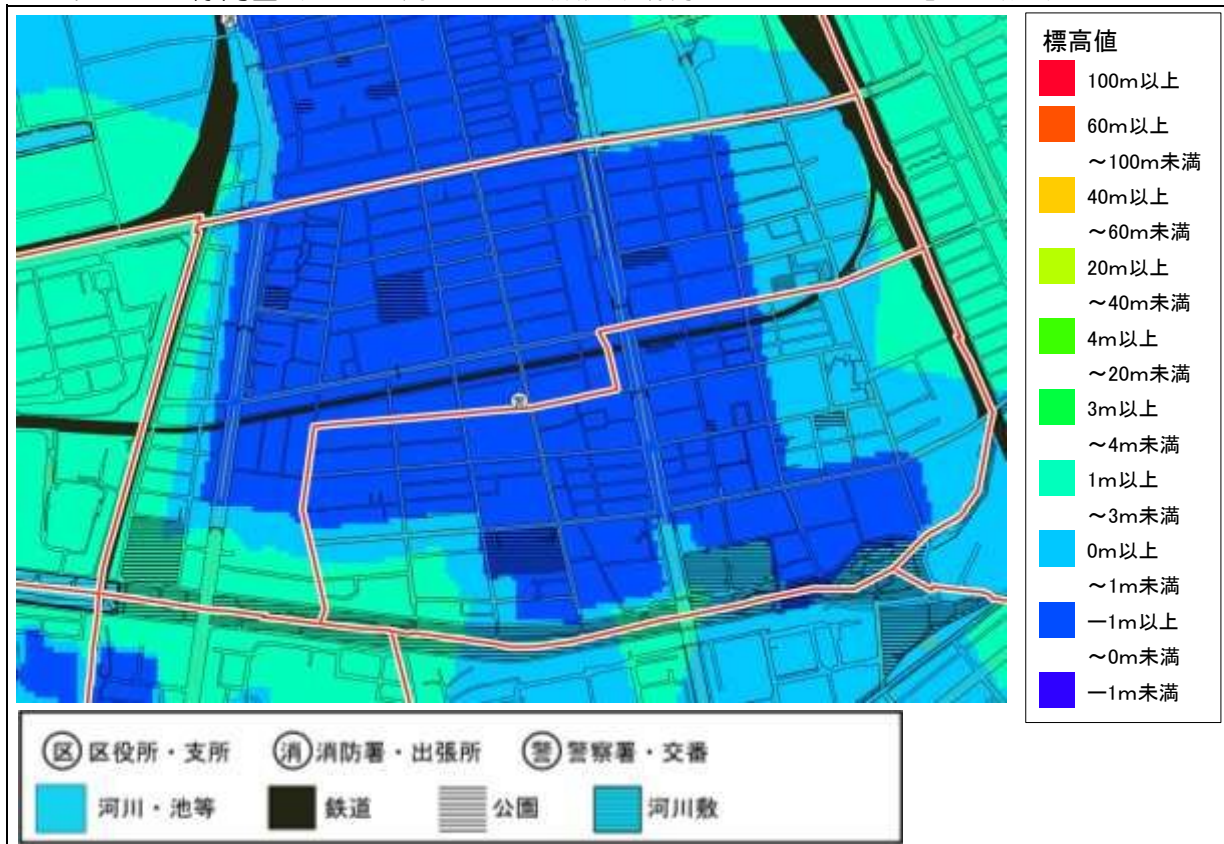 標高値
100m以上
60m以上
~100m未満
40m以上
~60m未満
20m以上
~40m未満
4m以上
~20m未満
3m以上
~4m未満
1m以上
~3m未満
0m以上
~1m未満
-1m以上
~0m未満
-1m未満
区 区役所・支所 消 消防署・出張所 警 警察署・交番
河川・池等 鉄道 公園 河川敷